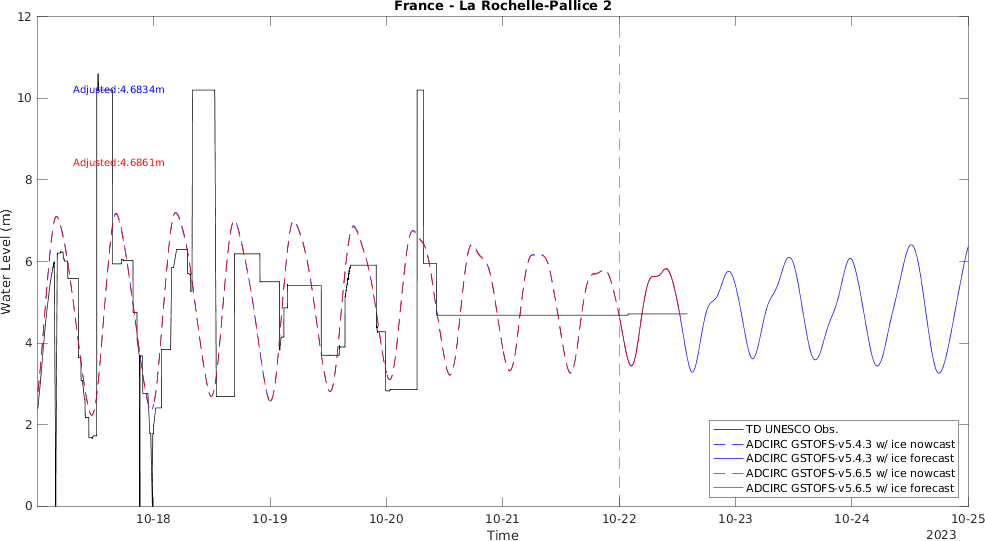 France - La Rochelle-Pallice 2
12
10
8
6
4
2
0
Water Level (m)
Adjusted:4.6834m
Adjusted:4.6861m
TD UNESCO Obs.
ADCIRC GSTOFS-v5.4.3 w/ ice nowcast
ADCIRC GSTOFS-v5.4.3 w/ ice forecast
ADCIRC GSTOFS-v5.6.5 w/ ice nowcast
ADCIRC GSTOFS-v5.6.5 w/ ice forecast
10-18 10-19 10-20 10-21 10-22 10-23 10-24 10-25
Time
2023